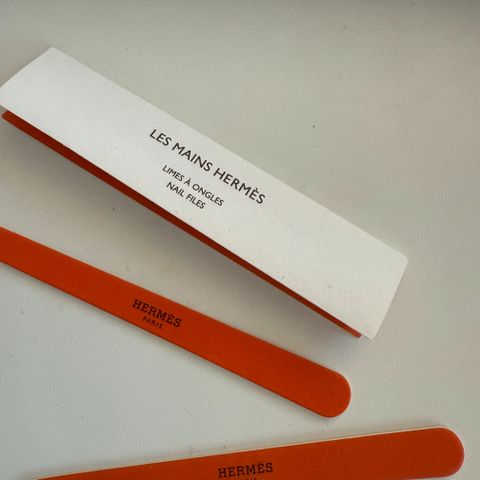 LES MAINS HERMÈS
LIMES À ONGLES
NAIL FILES
HERMÈS
PARIS
HERMÈS